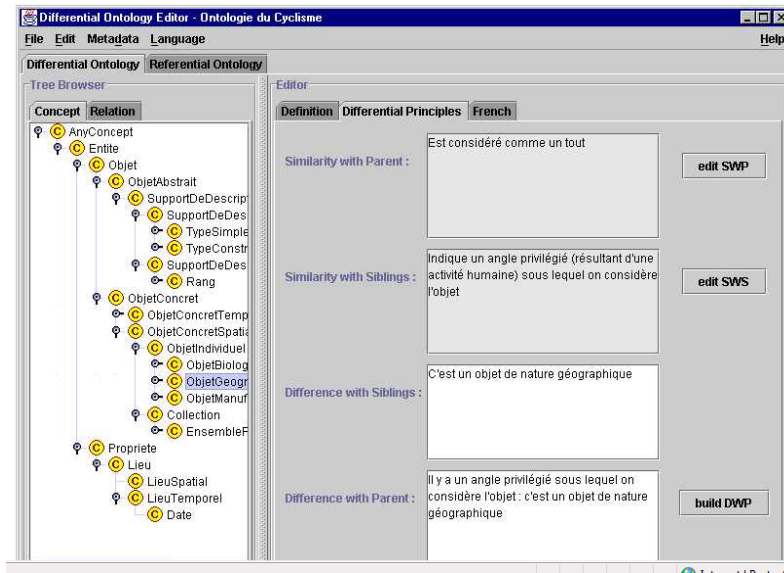 Differential Ontology Editor - Ontologie du Cyclisme
File Edit Metadata Language Help
Differential Ontology Referential Ontology
Tree Browser
Concept Relation
AnyConcept
Entite
Objet
ObjetAbstrait
SupportDeDescript
SupportDeDes
TypeSimple
TypeConstr
SupportDeDes
Rang
ObjetConcret
ObjetConcretTemp
ObjetConcretSpatia
ObjetIndividuel
ObjetBiolog
ObjetGeogr
ObjetManuf
Collection
EnsembleF
Propriete
Lieu
LieuSpatial
LieuTemporel
Date
Editor
Definition Differential Principles French
Similarity with Parent :
Est considéré comme un tout
edit SWP
Similarity with Siblings :
Indique un angle privilégié (résultant d'une
activité humaine) sous lequel on considère
l'objet
edit SWS
Difference with Siblings :
C'est un objet de nature géographique
Difference with Parent :
Il y a un angle privilégié sous lequel on
considère l'objet : c'est un objet de nature
géographique
build DWP